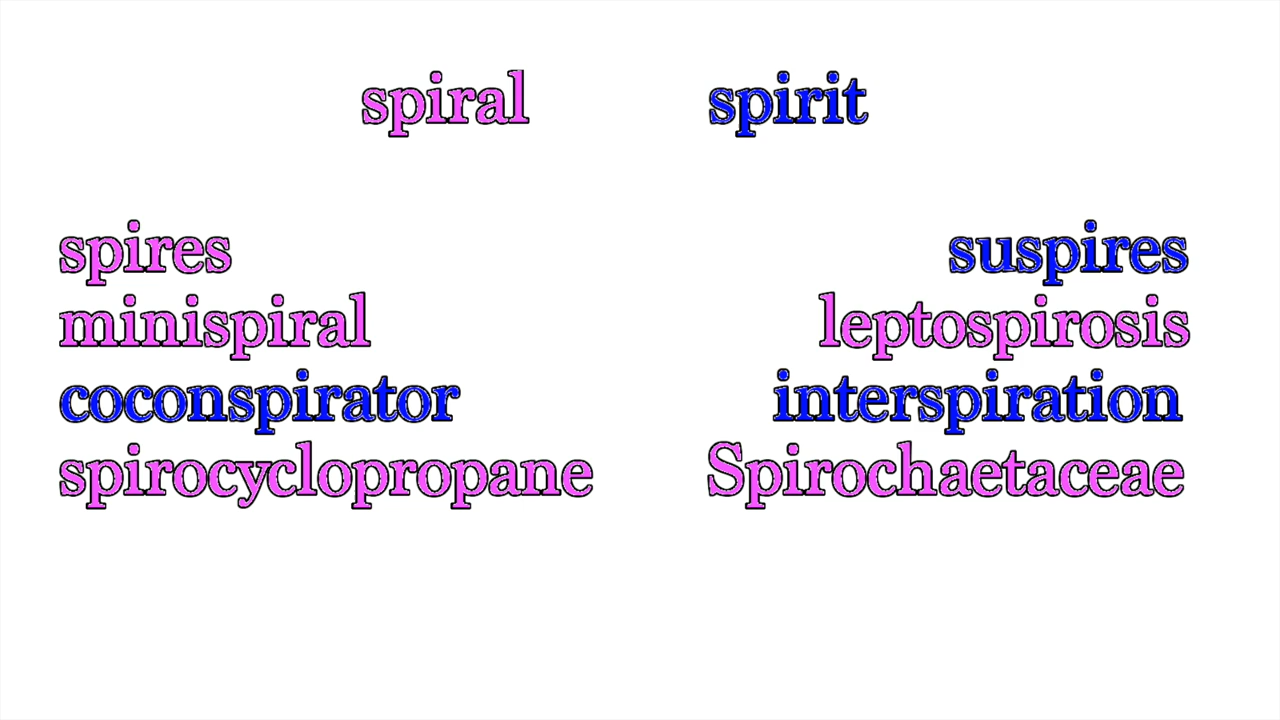 spiral spirit
spires suspires
minispiral leptospirosis
coconspirator interspiration
spirocyclopropane Spirochaetaceae